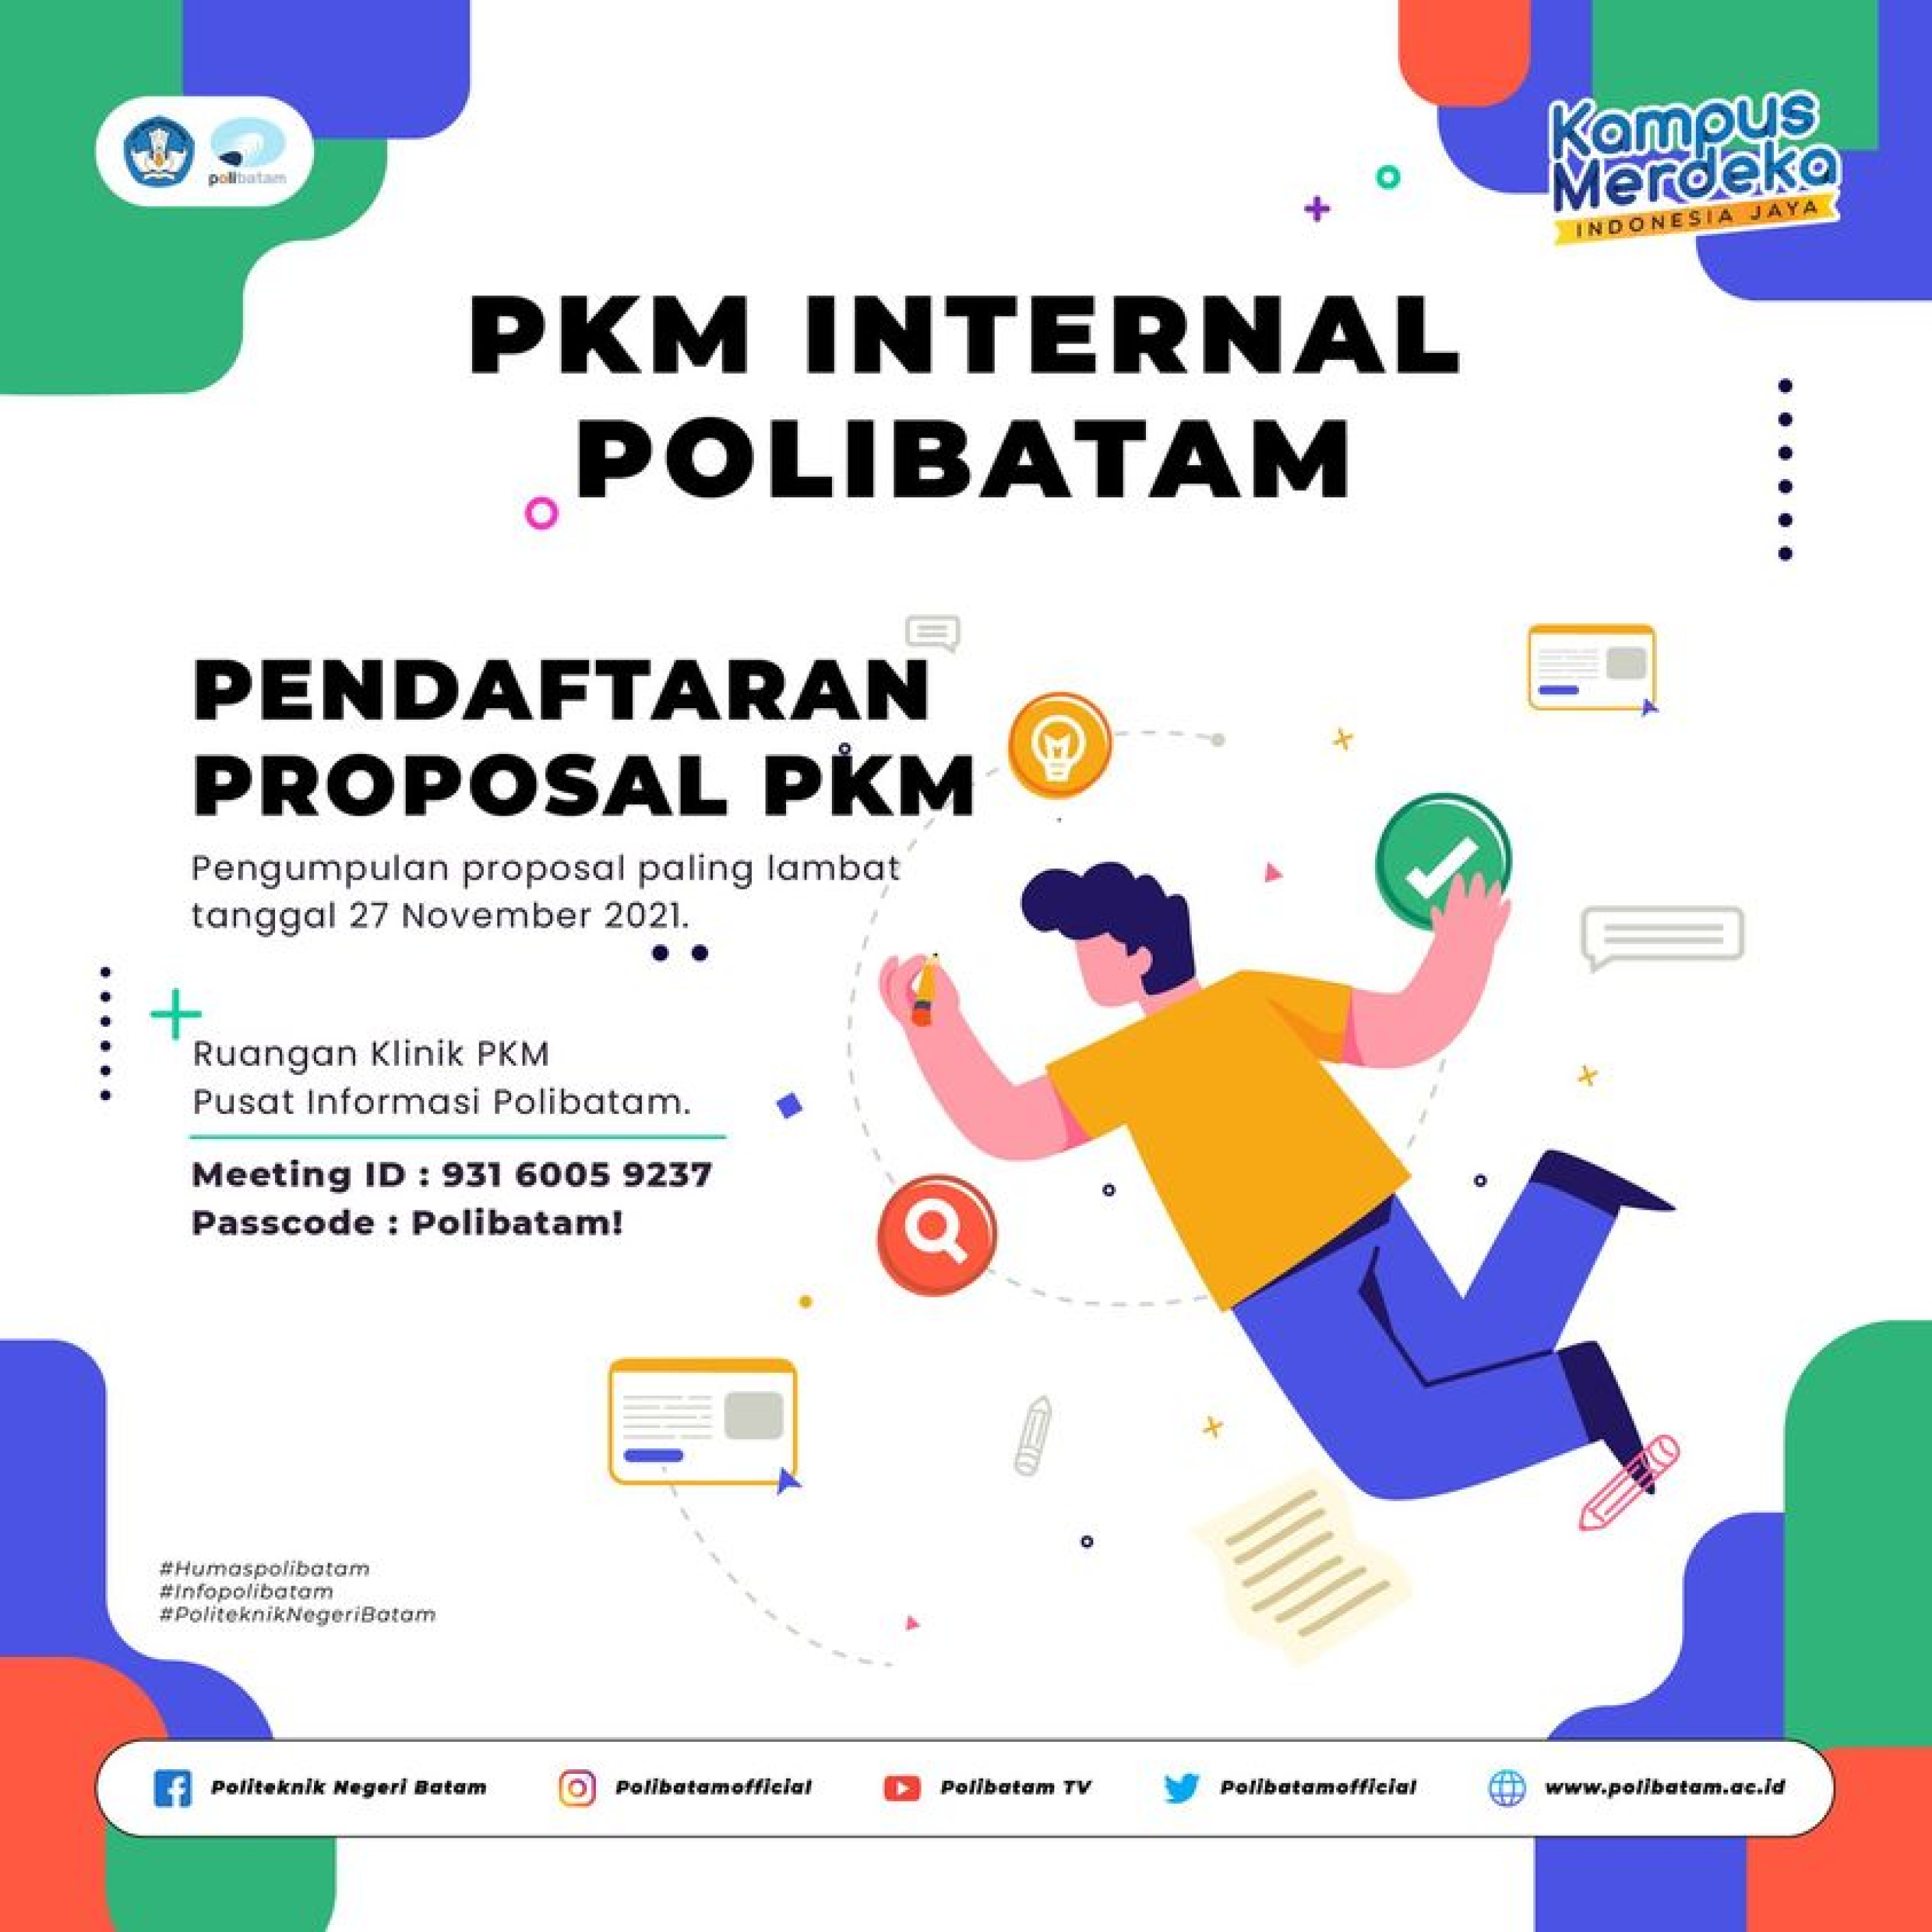 polibatam
Kampus
Merdeka
INDONESIA JAYA
PKM INTERNAL
POLIBATAM
PENDAFTARAN
PROPOSAL PKM
Pengumpulan proposal paling lambat
tanggal 27 November 2021.
Ruangan Klinik PKM
Pusat Informasi Polibatam.
Meeting ID : 931 6005 9237
Passcode : Polibatam!
#Humaspolibatam
#Infopolibatam
#PoliteknikNegeriBatam
Politeknik Negeri Batam Polibatamofficial Polibatam TV Polibatamofficial www.polibatam.ac.id